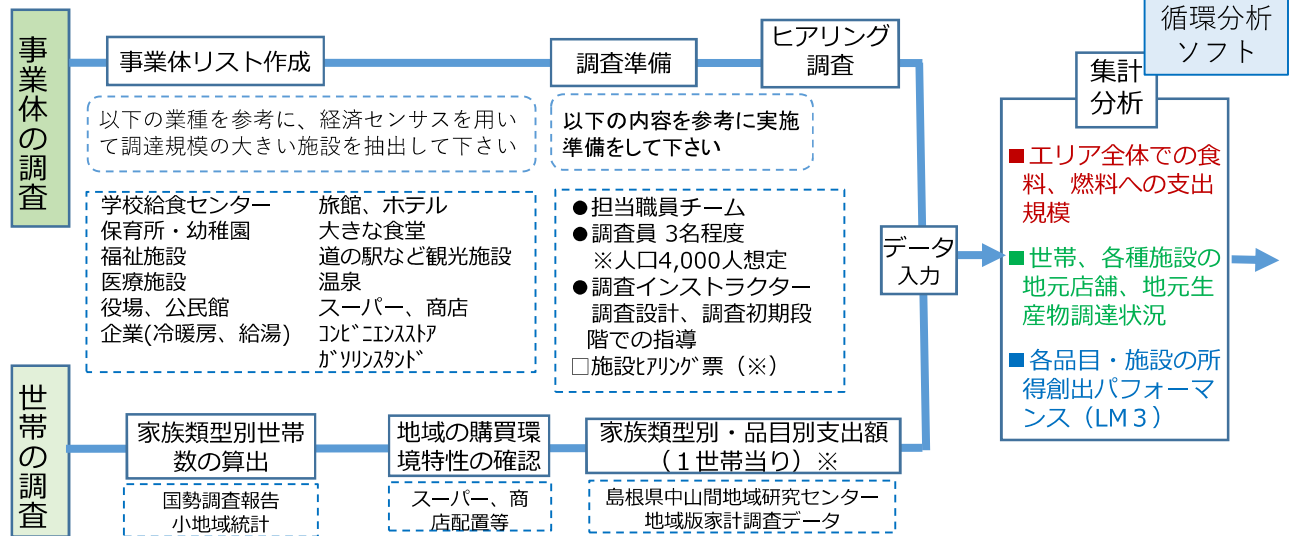 循環分析
ソフト
事業体の調査
事業体リスト作成
調査準備
ヒアリング
調査
集計
分析
以下の業種を参考に、経済センサスを用い
て調達規模の大きい施設を抽出して下さい
以下の内容を参考に実施
準備をして下さい
学校給食センター
保育所・幼稚園
福祉施設
医療施設
役場、公民館
企業(冷暖房、給湯)
旅館、ホテル
大きな食堂
道の駅など観光施設
温泉
スーパー、商店
ｺﾝﾋﾞﾆｴﾝｽｽﾄｱ
ｶﾞｿﾘﾝｽﾀﾝﾄﾞ
●担当職員チーム
●調査員 3名程度
※人口4,000人想定
●調査インストラクター
調査設計、調査初期段
階での指導
□施設ﾋｱﾘﾝｸﾞ票（※）
データ
入力
■エリア全体での食
料、燃料への支出
規模
■世帯、各種施設の
地元店舗、地元生
産物調達状況
■各品目・施設の所
得創出パフォーマ
ンス（LM３）
世帯の調査
家族類型別世帯
数の算出
国勢調査報告
小地域統計
地域の購買環
境特性の確認
スーパー、商
店配置等
家族類型別・品目別支出額
（１世帯当り）※
島根県中山間地域研究センター
地域版家計調査データ